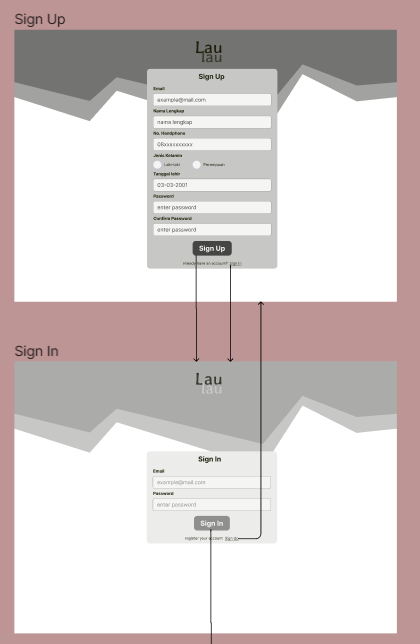 Sign Up
Lau
lau
Sign Up
Email
example@mail.com
Nama Lengkap
nama lengkap
No. Handphone
08xxxxxxxxxx
Jenis Kelamin
Laki-laki Perempuan
Tanggal lahir
03-03-2001
Password
enter password
Confirm Password
enter password
Sign Up
Already have an account? Sign In
Sign In
Lau
lau
Sign In
Email
example@mail.com
Password
enter password
Sign In
register your account Sign Up